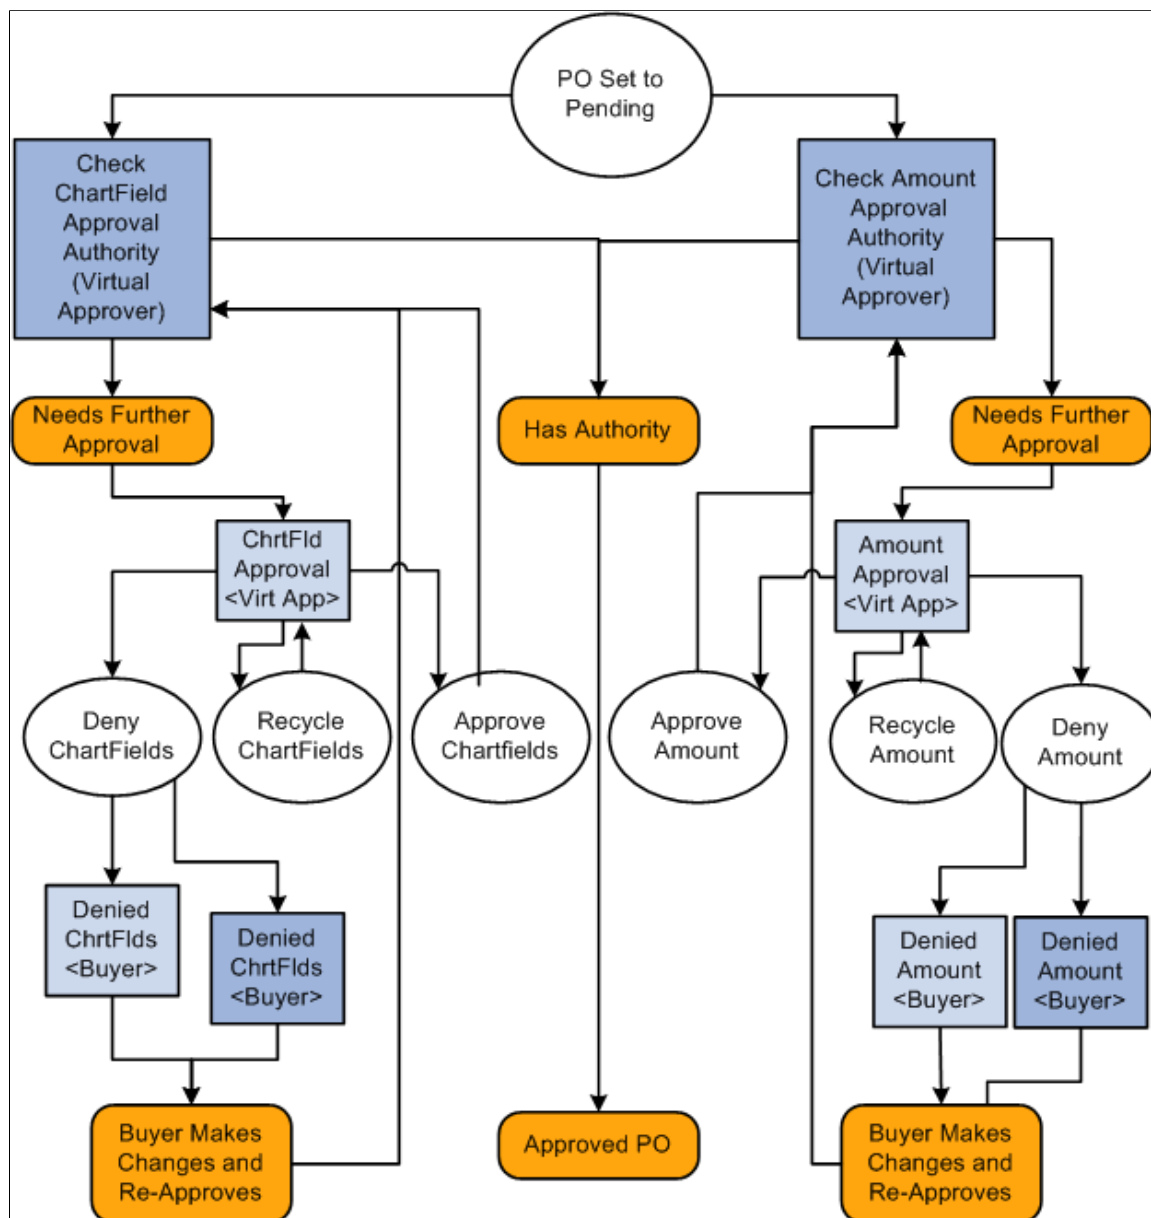 PO Set to
Pending
Check
ChartField
Approval
Authority
(Virtual
Approver)
Check Amount
Approval
Authority
(Virtual
Approver)
Needs Further
Approval
Has Authority
Needs Further
Approval
ChrtFld
Approval
<Virt App>
Amount
Approval
<Virt App>
Deny
ChartFields
Recycle
ChartFields
Approve
Chartfields
Approve
Amount
Recycle
Amount
Deny
Amount
Denied
ChrtFlds
<Buyer>
Denied
ChrtFlds
<Buyer>
Denied
Amount
<Buyer>
Denied
Amount
<Buyer>
Buyer Makes
Changes and
Re-Approves
Approved PO
Buyer Makes
Changes and
Re-Approves